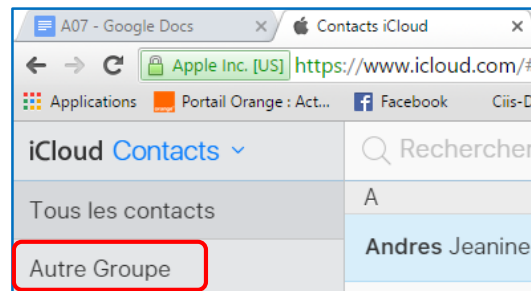 A07 - Google Docs
Contacts iCloud
Apple Inc. [US] https://www.icloud.com/#
Applications Portail Orange : Act... Facebook Ciis-D
iCloud Contacts
Rechercher
Tous les contacts
A
Autre Groupe
Andres Jeanine